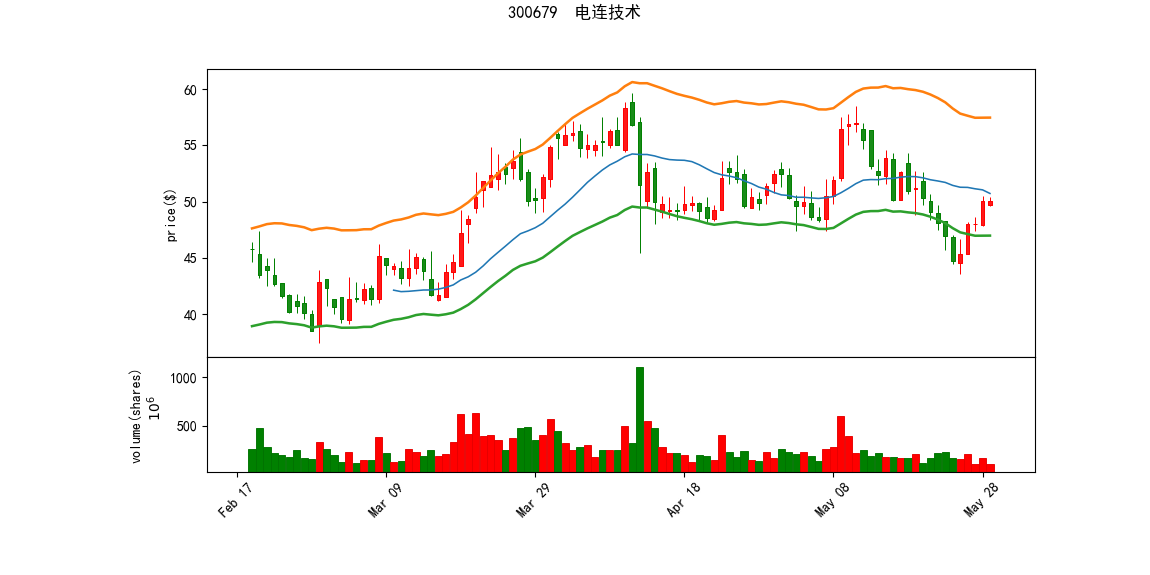 300679 电连技术
price($)
60
55
50
45
40
volume(shares)
10^6
1000
500
Feb 17
Mar 09
Mar 29
Apr 18
May 08
May 28